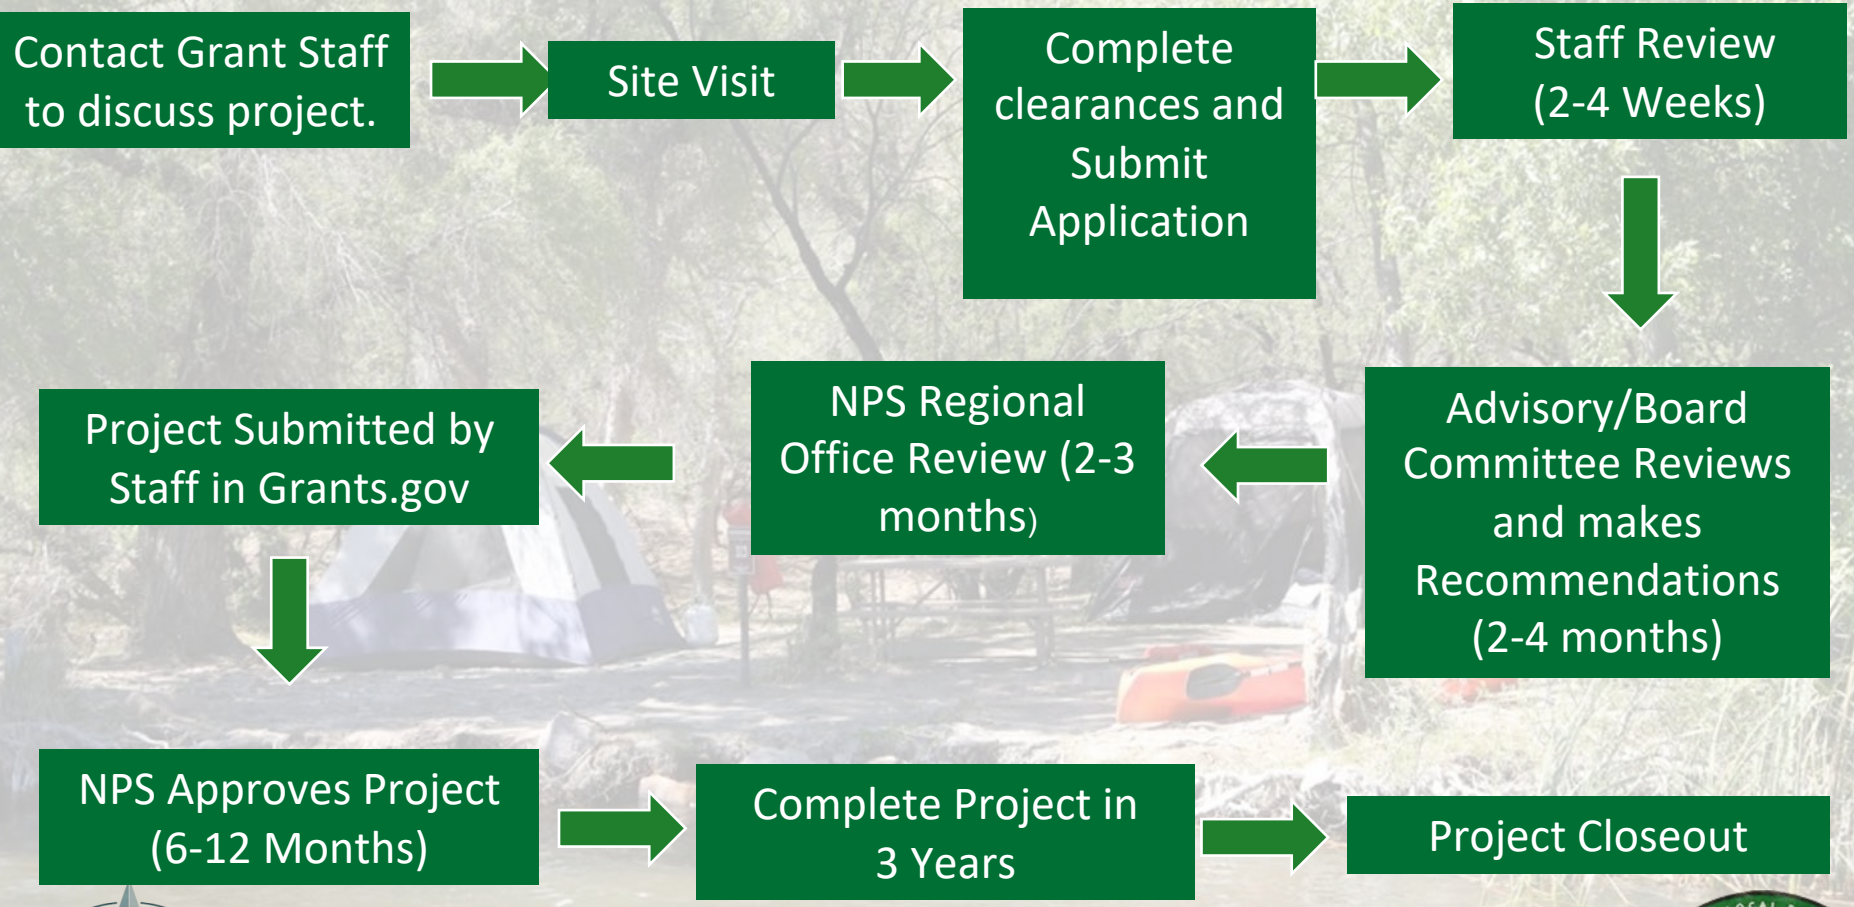 Contact Grant Staff
to discuss project.
Site Visit
Complete
clearances and
Submit
Application
Staff Review
(2-4 Weeks)
Advisory/Board
Committee Reviews
and makes
Recommendations
(2-4 months)
NPS Regional
Office Review (2-3
months)
Project Submitted by
Staff in Grants.gov
NPS Approves Project
(6-12 Months)
Complete Project in
3 Years
Project Closeout